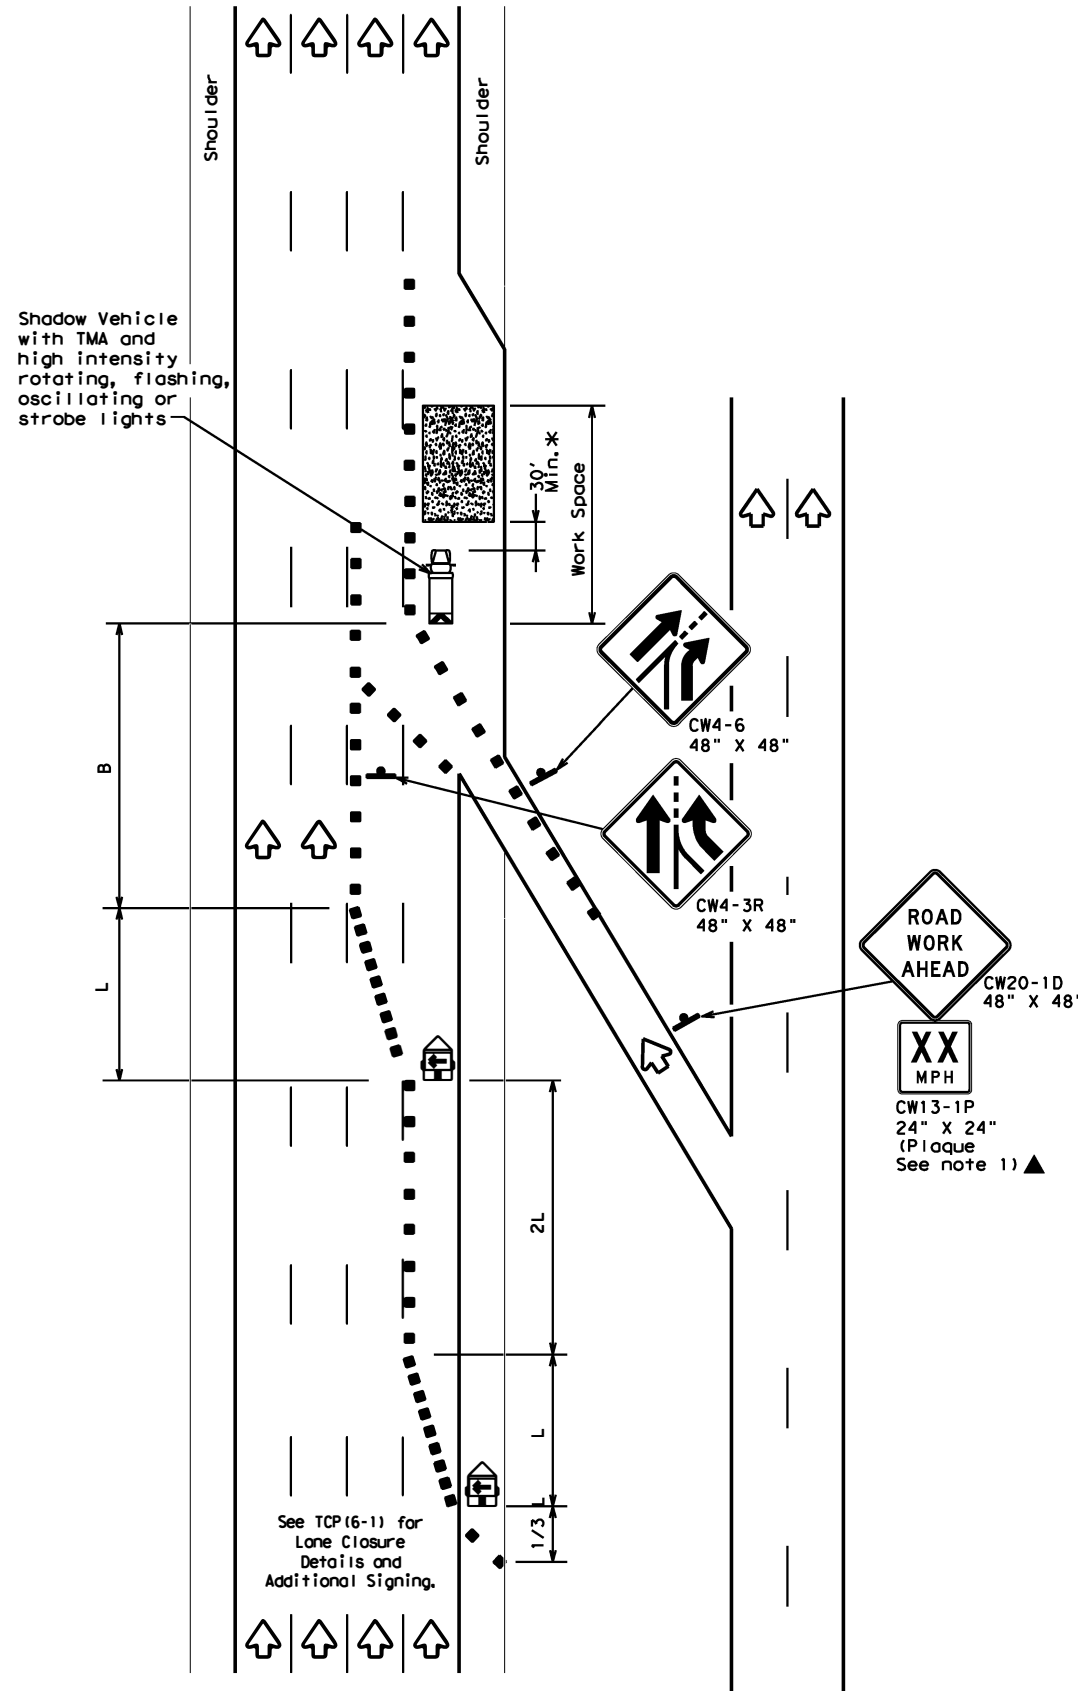 Shoulder
Shoulder
Shadow Vehicle
with TMA and
high intensity
rotating, flashing,
oscillating or
strobe lights
30'
Min.*
Work Space
CW4-6
48" X 48"
B
CW4-3R
48" X 48"
ROAD
WORK
AHEAD
CW20-1D
48" X 48"
XX
MPH
CW13-1P
24" X 24"
(Plaque
See note 1)▲
L
2L
L
1/3 L
See TCP(6-1) for
Lane Closure
Details and
Additional Signing.